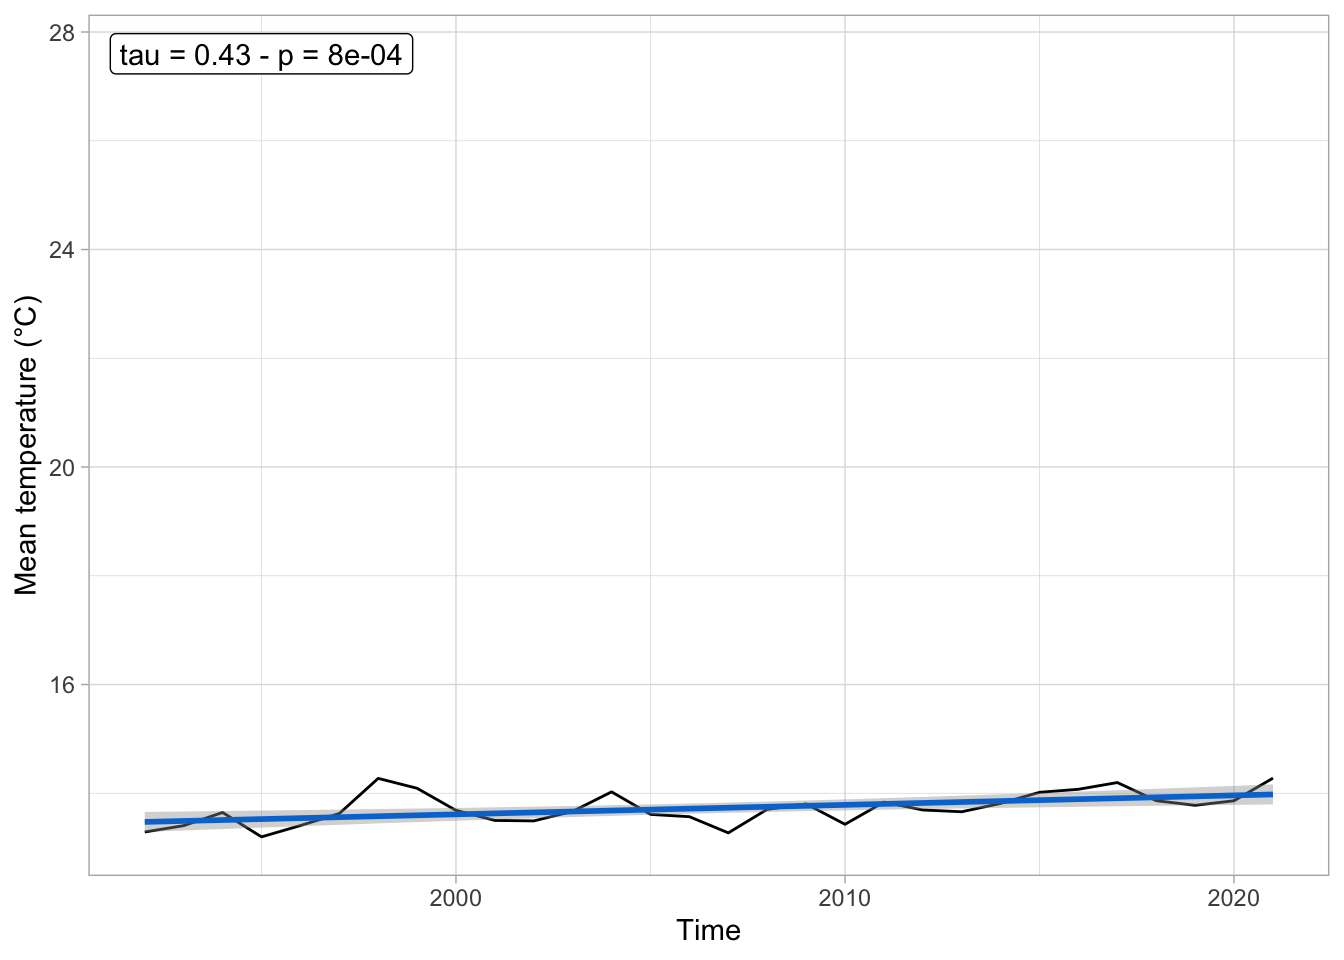 tau = 0.43 - p = 8e-04
Mean temperature (°C)
28
24
20
16
2000
2010
2020
Time